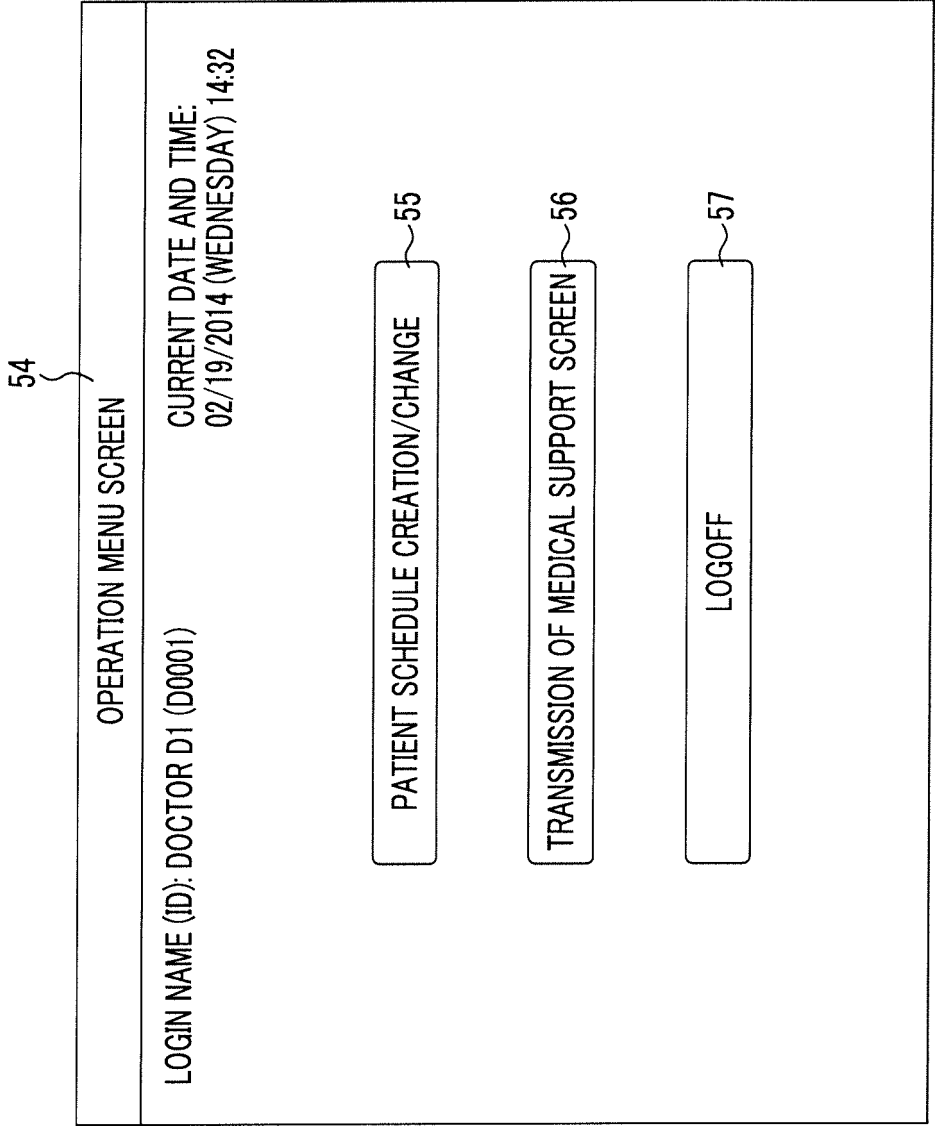 54
OPERATION MENU SCREEN
LOGIN NAME (ID): DOCTOR D1 (D0001)
CURRENT DATE AND TIME:
02/19/2014 (WEDNESDAY) 14:32
PATIENT SCHEDULE CREATION/CHANGE
55
TRANSMISSION OF MEDICAL SUPPORT SCREEN
56
LOGOFF
57